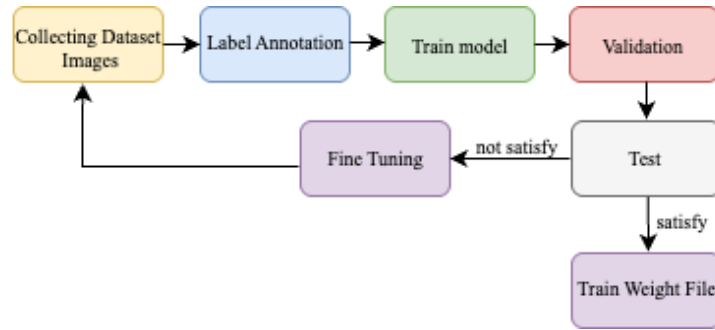 Collecting Dataset
Images
Label Annotation
Train model
Validation
Fine Tuning
not satisfy
Test
satisfy
Train Weight File